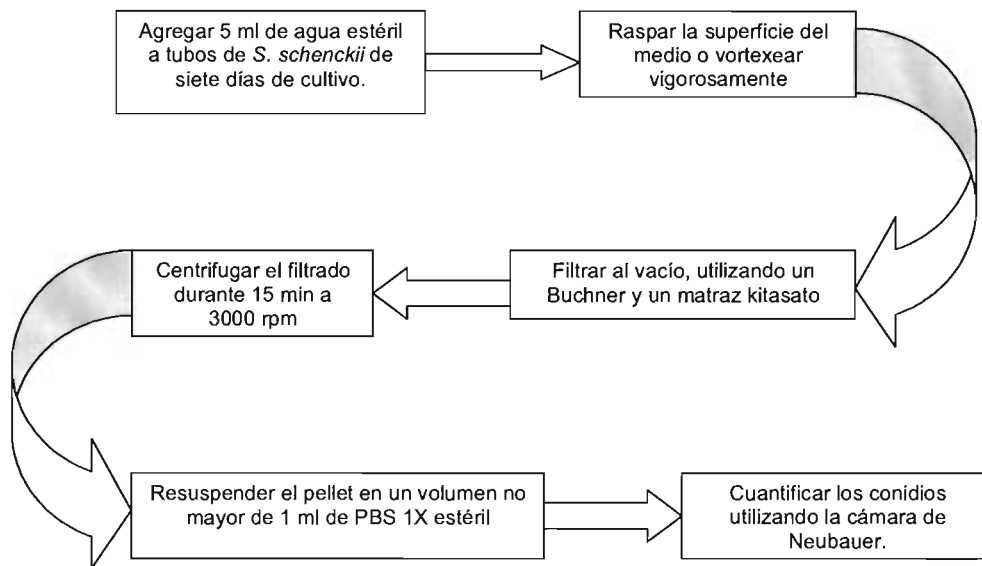 Agregar 5 ml de agua estéril
a tubos de S. schenckii de
siete días de cultivo.
Raspar la superficie del
medio o vortexear
vigorosamente
Filtrar al vacío, utilizando un
Buchner y un matraz kitasato
Centrifugar el filtrado
durante 15 min a
3000 rpm
Resuspender el pellet en un volumen no
mayor de 1 ml de PBS 1X estéril
Cuantificar los conidios
utilizando la cámara de
Neubauer.